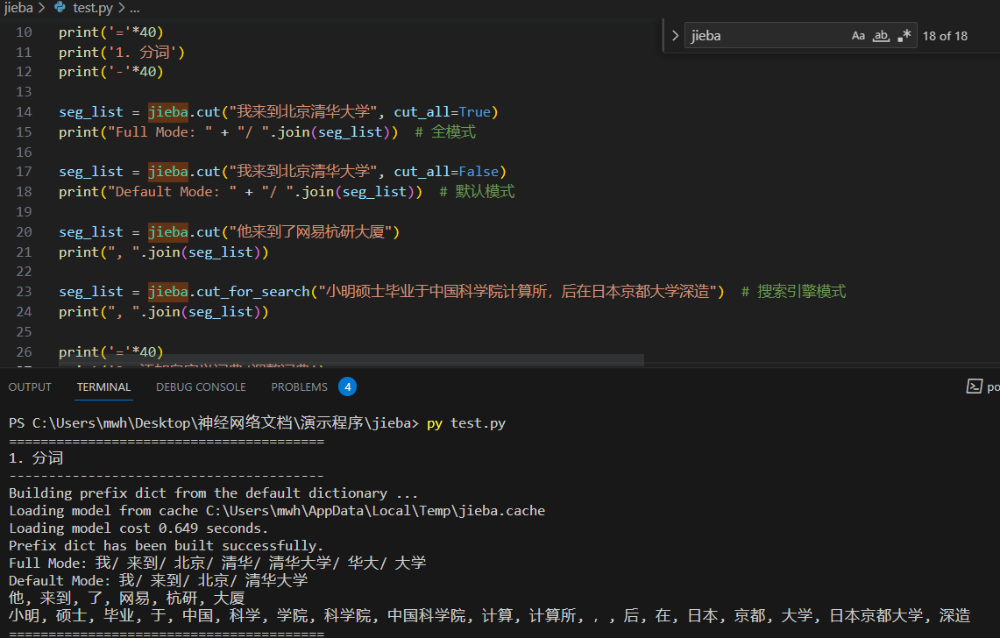 jieba > test.py > ...
jieba Aa ab .* 18 of 18
10 print('='*40)
11 print('1. 分词')
12 print('-'*40)
13
14 seg_list = jieba.cut("我来到北京清华大学", cut_all=True)
15 print("Full Mode: " + "/ ".join(seg_list))  # 全模式
16
17 seg_list = jieba.cut("我来到北京清华大学", cut_all=False)
18 print("Default Mode: " + "/ ".join(seg_list))  # 默认模式
19
20 seg_list = jieba.cut("他来到了网易杭研大厦")
21 print(", ".join(seg_list))
22
23 seg_list = jieba.cut_for_search("小明硕士毕业于中国科学院计算所，后在日本京都大学深造")  # 搜索引擎模式
24 print(", ".join(seg_list))
25
26 print('='*40)
OUTPUT TERMINAL DEBUG CONSOLE PROBLEMS 4 po
PS C:\Users\mwh\Desktop\神经网络文档\演示程序\jieba> py test.py
========================================
1. 分词
----------------------------------------
Building prefix dict from the default dictionary ...
Loading model from cache C:\Users\mwh\AppData\Local\Temp\jieba.cache
Loading model cost 0.649 seconds.
Prefix dict has been built successfully.
Full Mode: 我/ 来到/ 北京/ 清华/ 清华大学/ 华大/ 大学
Default Mode: 我/ 来到/ 北京/ 清华大学
他, 来到, 了, 网易, 杭研, 大厦
小明, 硕士, 毕业, 于, 中国, 科学, 学院, 科学院, 中国科学院, 计算, 计算所, ，, 后, 在, 日本, 京都, 大学, 日本京都大学, 深造
========================================